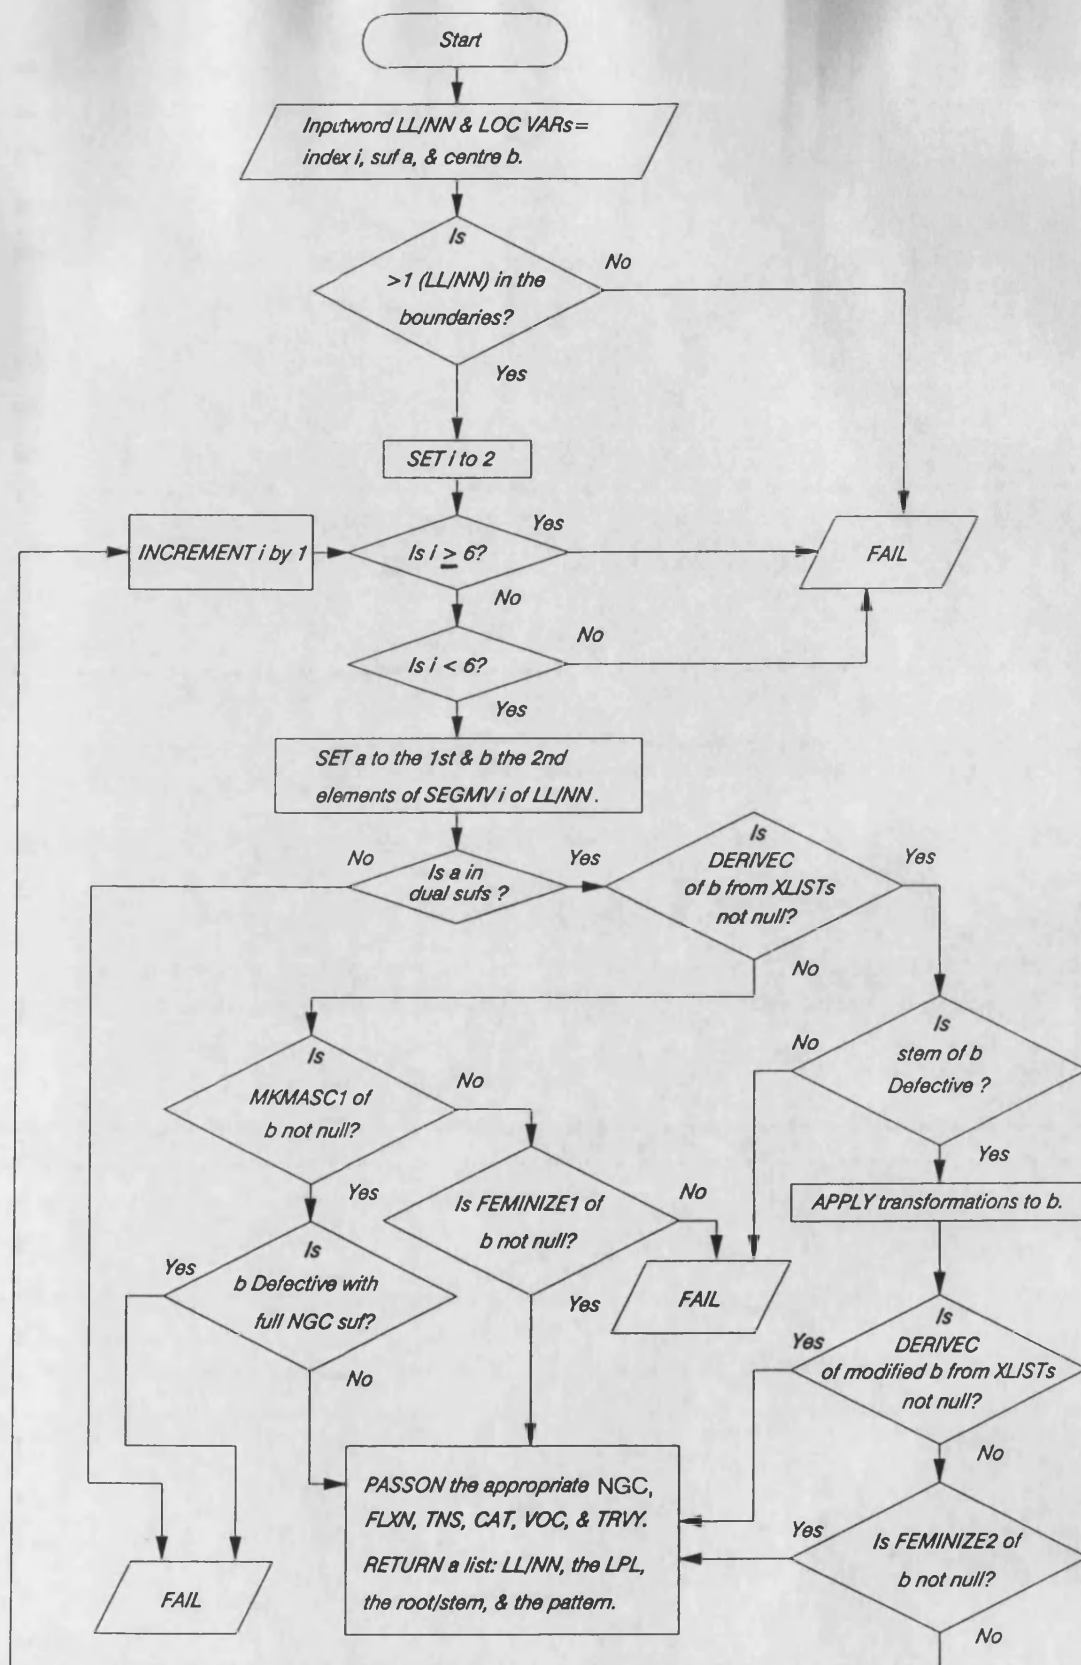 Start
Inputword LL/NN & LOC VARs=
index i, suf a, & centre b.
Is
>1 (LL/NN) in the
boundaries?
No
Yes
SET i to 2
INCREMENT i by 1
Is i ≥ 6?
Yes
FAIL
No
Is i < 6?
No
Yes
SET a to the 1st & b the 2nd
elements of SEGMV i of LL/NN.
No
Is a in
dual sufs ?
Yes
Is
DERIVEC
of b from XLISTs
not null?
Yes
No
Is
MKMASC1 of
b not null?
No
No
Is
stem of b
Defective ?
Yes
Yes
Is FEMINIZE1 of
b not null?
No
APPLY transformations to b.
Yes
Is
b Defective with
full NGC suf?
Yes
FAIL
No
Yes
Is
DERIVEC
of modified b from XLISTs
not null?
No
PASSON the appropriate NGC,
FLXN, TNS, CAT, VOC, & TRVY.
RETURN a list: LL/NN, the LPL,
the root/stem, & the pattern.
Yes
Is FEMINIZE2 of
b not null?
No
FAIL